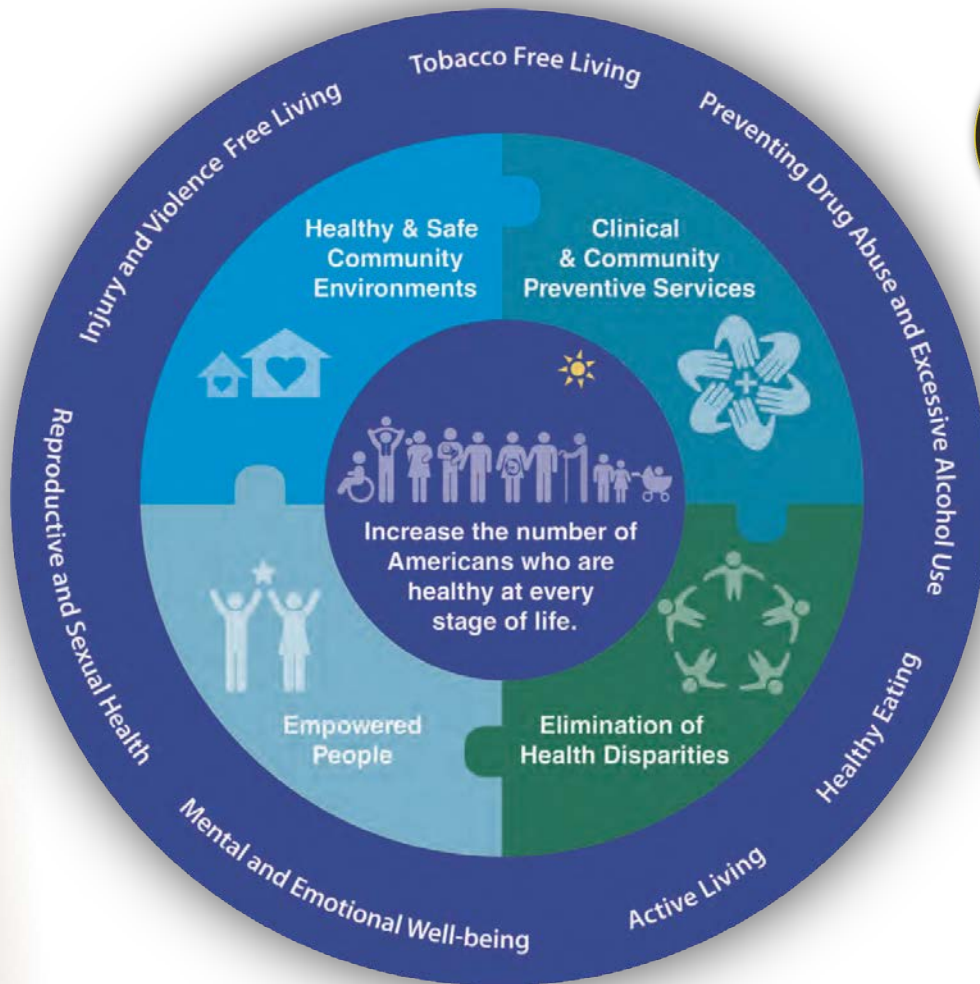 Tobacco Free Living
Preventing Drug Abuse and Excessive Alcohol Use
Healthy Eating
Active Living
Mental and Emotional Well-being
Reproductive and Sexual Health
Injury and Violence Free Living
Healthy & Safe
Community
Environments
Clinical
& Community
Preventive Services
Elimination of
Health Disparities
Empowered
People
Increase the number of
Americans who are
healthy at every
stage of life.